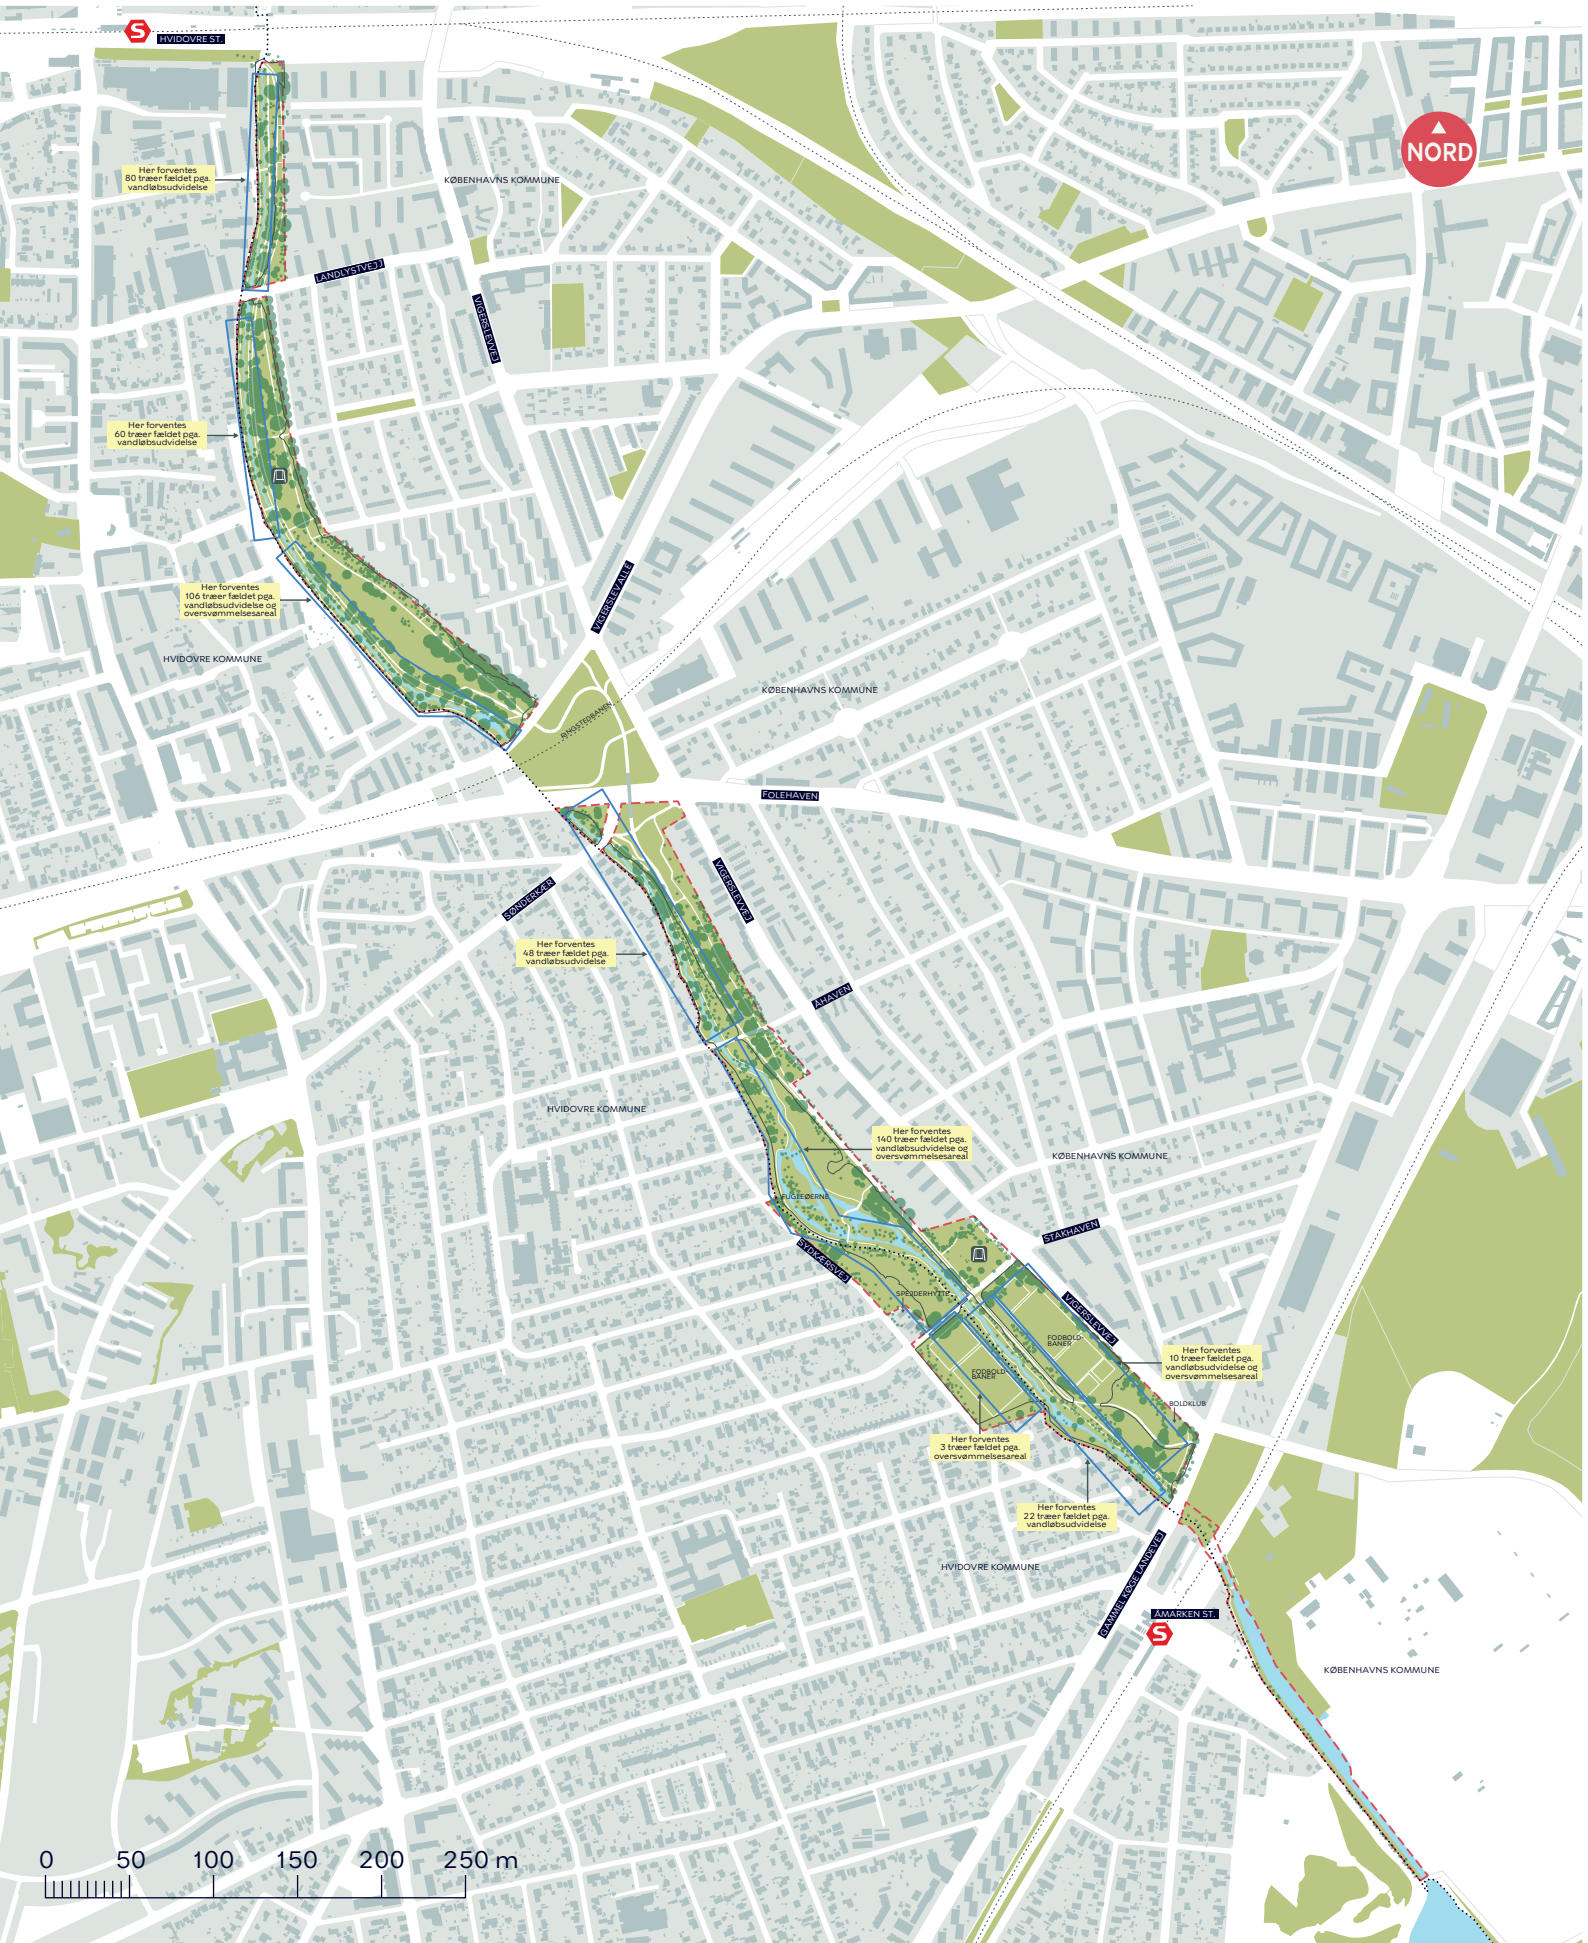 S
HVIDOVRE ST.
NORD
Her forventes
80 træer fældet pga.
vandløbsudvidelse
KØBENHAVNS KOMMUNE
LANDLYSTVEJJ
VIGERSLEVVEJ
Her forventes
60 træer fældet pga.
vandløbsudvidelse
Her forventes
106 træer fældet pga.
vandløbsudvidelse og
oversvømmelsesareal
VIGERSLEV ALLÉ
HVIDOVRE KOMMUNE
KØBENHAVNS KOMMUNE
RINGSTEDBANEN
FOLEHAVEN
VIGERSLEVVEJ
SØNDERKÆR
Her forventes
48 træer fældet pga.
vandløbsudvidelse
ÅHAVEN
HVIDOVRE KOMMUNE
Her forventes
140 træer fældet pga.
vandløbsudvidelse og
oversvømmelsesareal
KØBENHAVNS KOMMUNE
FUGLEØERNE
STAKHAVEN
SYDKÆRSVEJ
SPEJDERHYTTE
VIGERSLEVVEJ
FODBOLD-
BANER
FODBOLD-
BANER
Her forventes
10 træer fældet pga.
vandløbsudvidelse og
oversvømmelsesareal
BOLDKLUB
Her forventes
3 træer fældet pga.
oversvømmelsesareal
Her forventes
22 træer fældet pga.
vandløbsudvidelse
HVIDOVRE KOMMUNE
GAMMEL KØGE LANDEVEJ
ÅMARKEN ST.
S
KØBENHAVNS KOMMUNE
0 50 100 150 200 250 m